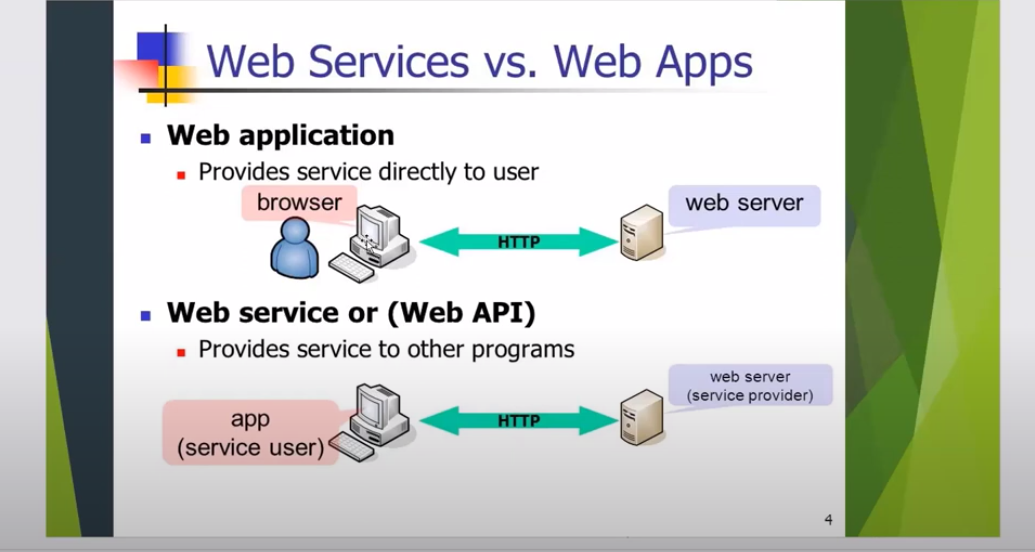 Web Services vs. Web Apps
Web application
Provides service directly to user
browser
web server
HTTP
Web service or (Web API)
Provides service to other programs
web server
(service provider)
app
(service user)
HTTP
4